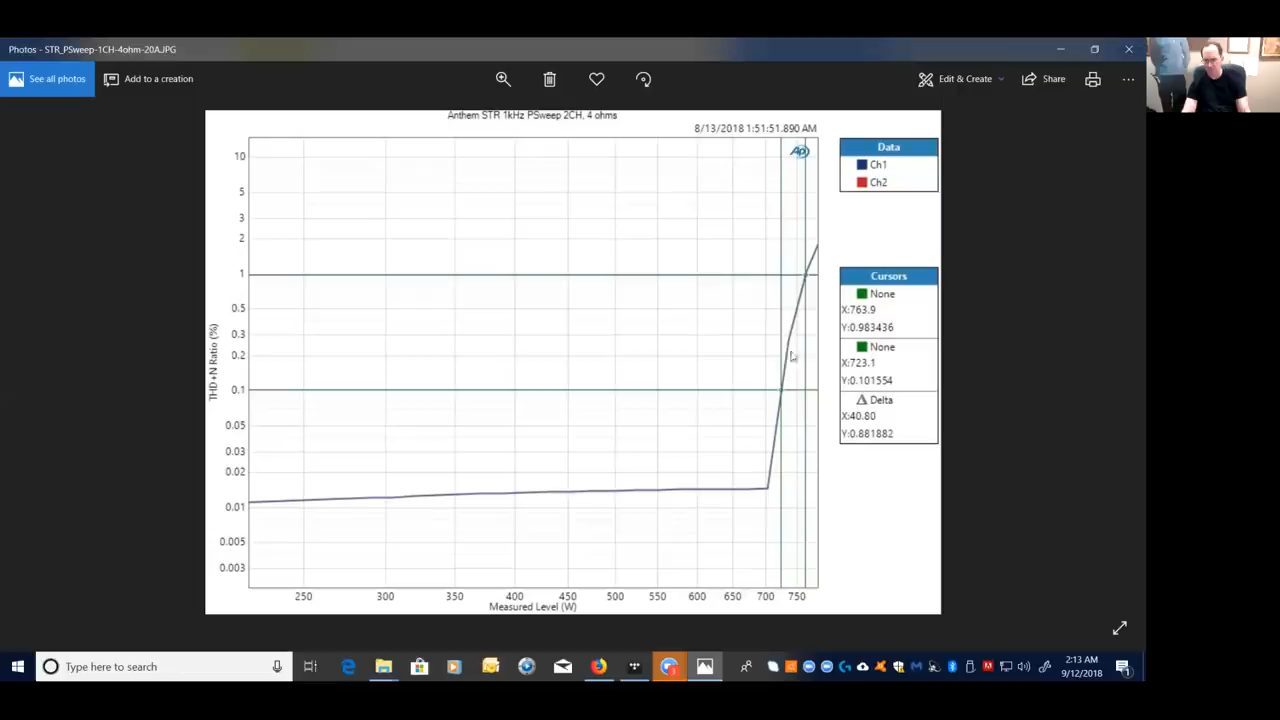 Photos - STR_PSweep-1CH-4ohm-20A.JPG
See all photos
Add to a creation
Edit & Create
Share
Anthem STR 1kHz PSweep 2CH, 4 ohms
8/13/2018 1:51:51.890 AM
AP
THD+N Ratio (%)
10
5
3
2
1
0.5
0.3
0.2
0.1
0.05
0.03
0.02
0.01
0.005
0.003
250 300 350 400 450 500 550 600 650 700 750
Measured Level (W)
Data
Ch1
Ch2
Cursors
None
X:763.9
Y:0.983436
None
X:723.1
Y:0.101554
Delta
X:40.80
Y:0.881882
Type here to search
2:13 AM
9/12/2018